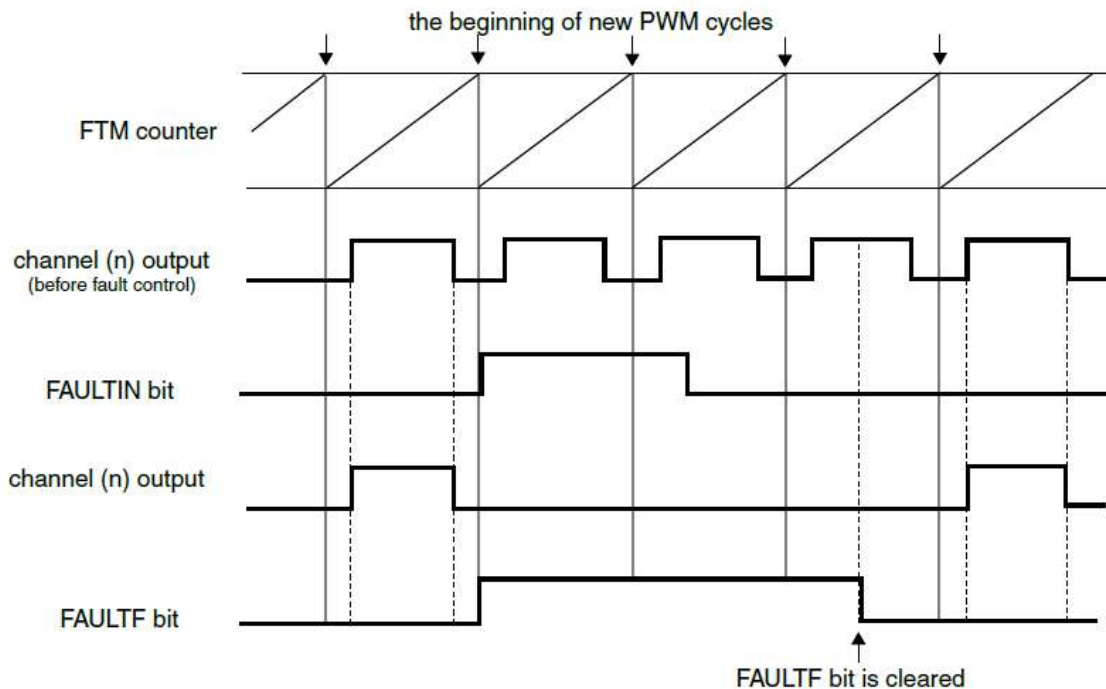 the beginning of new PWM cycles
FTM counter
channel (n) output
(before fault control)
FAULTIN bit
channel (n) output
FAULTF bit
FAULTF bit is cleared